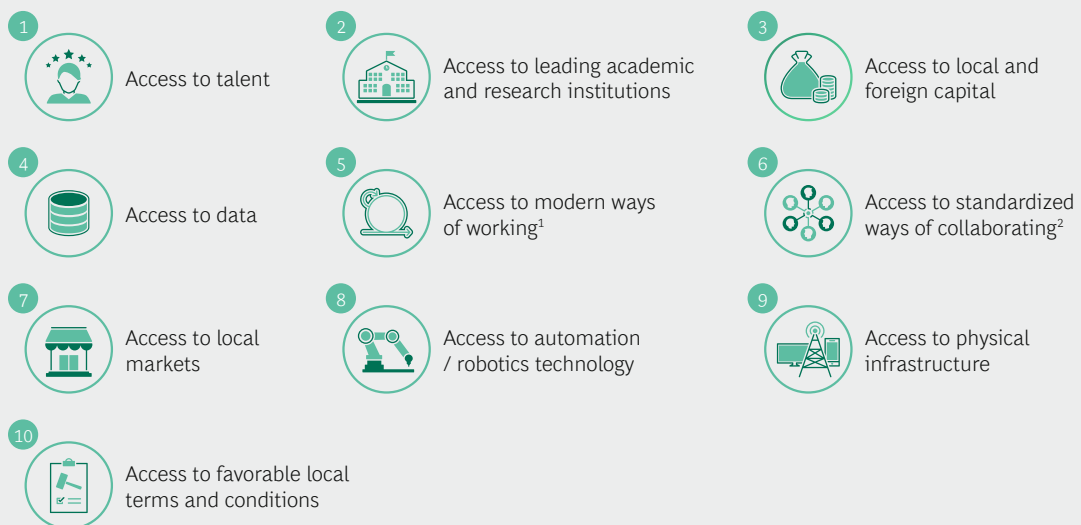 1
Access to talent
2
Access to leading academic
and research institutions
3
Access to local and
foreign capital
4
Access to data
5
Access to modern ways
of working¹
6
Access to standardized
ways of collaborating²
7
Access to local
markets
8
Access to automation
/ robotics technology
9
Access to physical
infrastructure
10
Access to favorable local
terms and conditions